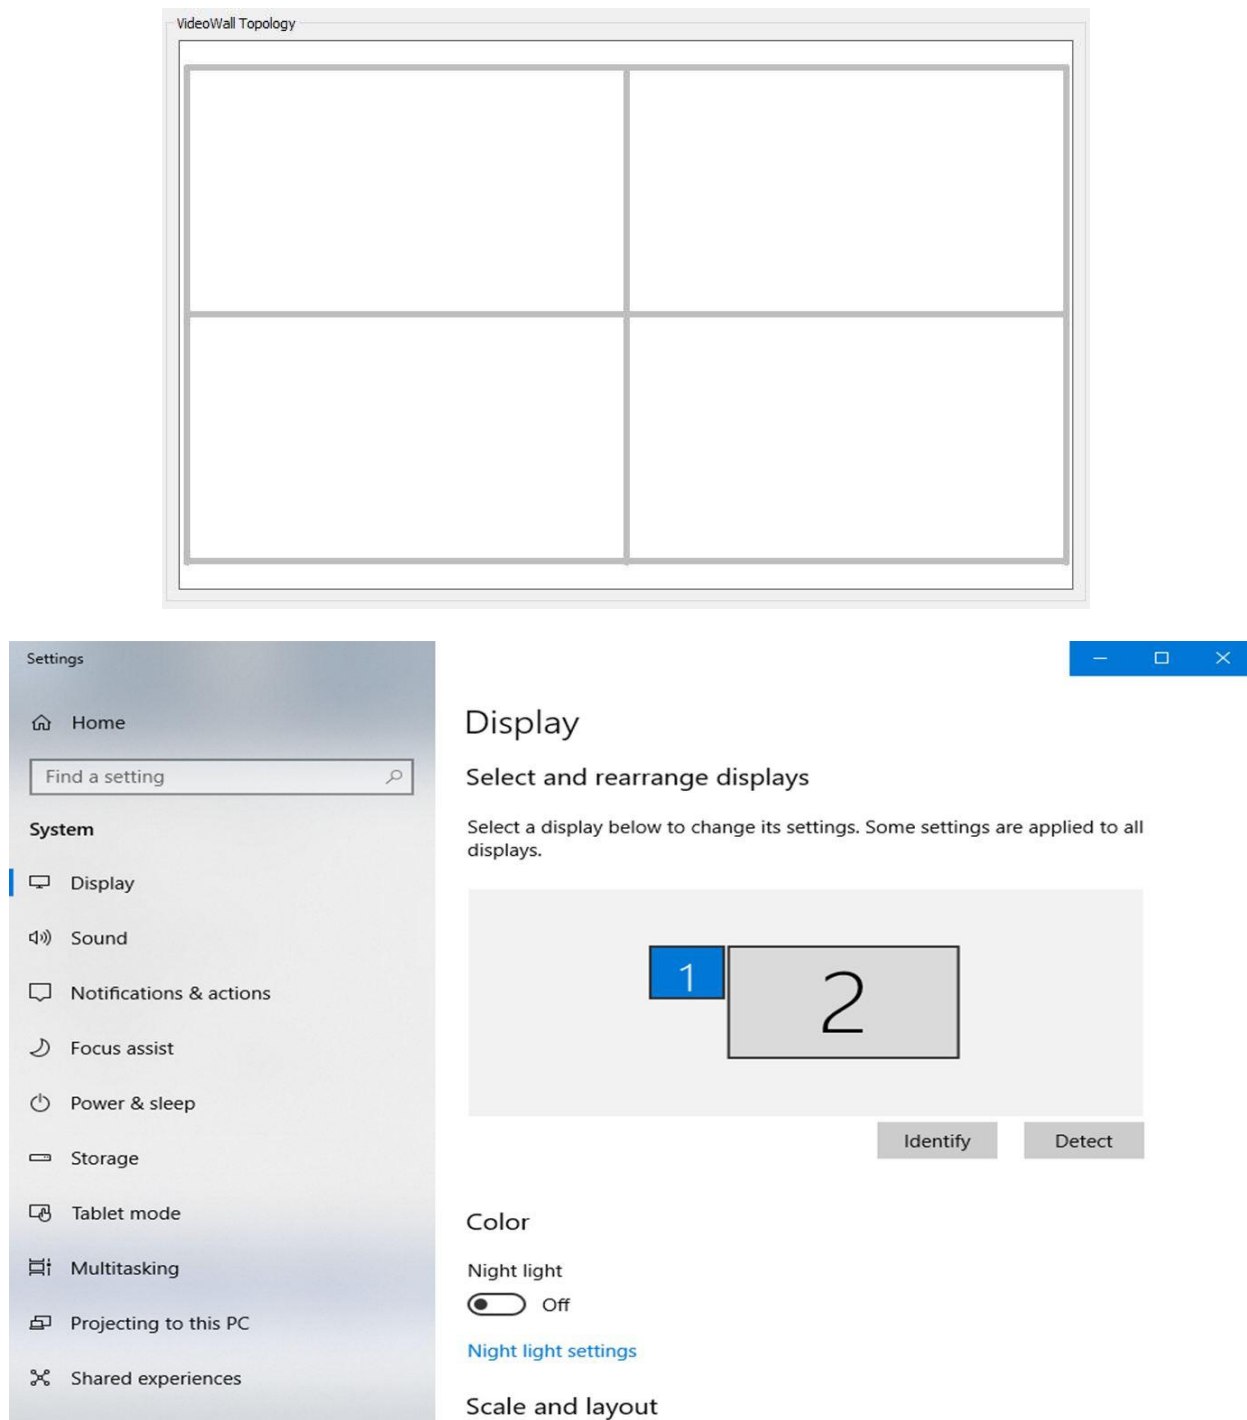 VideoWall Topology
Settings
Home
Find a setting
System
Display
Sound
Notifications & actions
Focus assist
Power & sleep
Storage
Tablet mode
Multitasking
Projecting to this PC
Shared experiences
Display
Select and rearrange displays
Select a display below to change its settings. Some settings are applied to all
displays.
1
2
Identify
Detect
Color
Night light
Off
Night light settings
Scale and layout